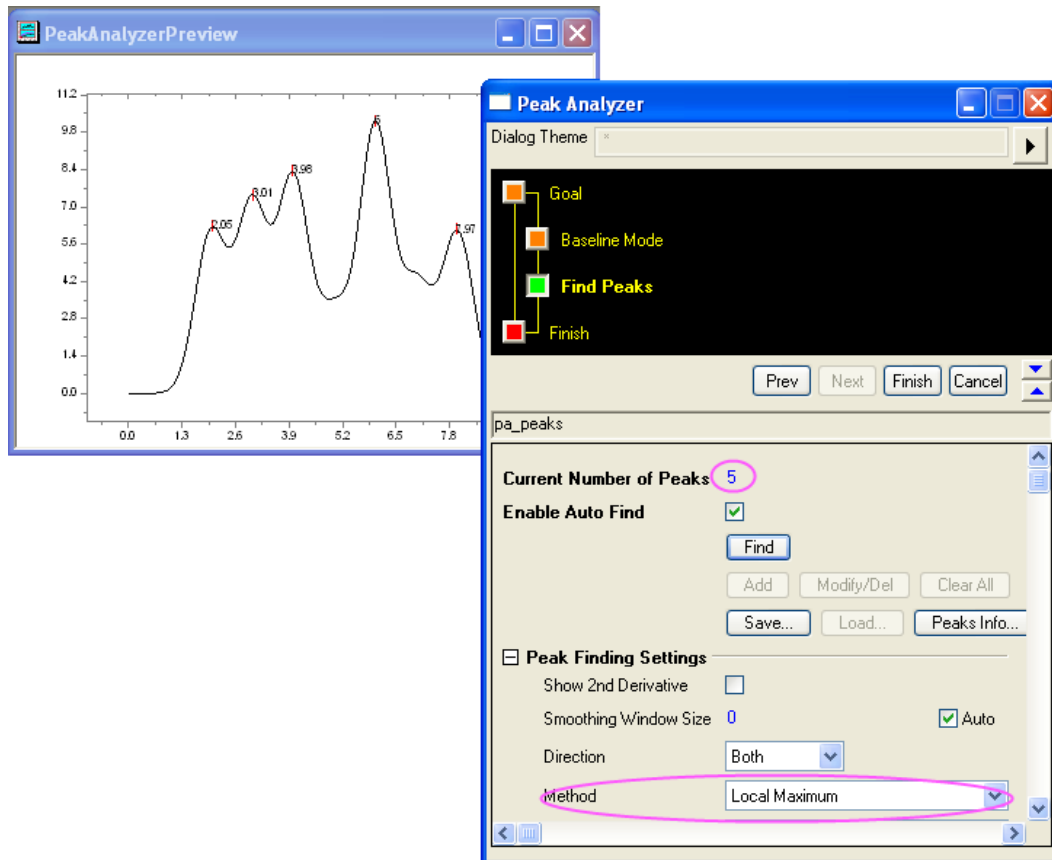 PeakAnalyzerPreview
11.2
9.8
8.4
7.0
5.6
4.2
2.8
1.4
0.0
2.05
3.01
3.98
5
7.97
0.0 1.3 2.6 3.9 5.2 6.5 7.8
Peak Analyzer
Dialog Theme *
Goal
Baseline Mode
Find Peaks
Finish
Prev Next Finish Cancel
pa_peaks
Current Number of Peaks 5
Enable Auto Find
Find
Add Modify/Del Clear All
Save... Load... Peaks Info...
Peak Finding Settings
Show 2nd Derivative
Smoothing Window Size 0 Auto
Direction Both
Method Local Maximum